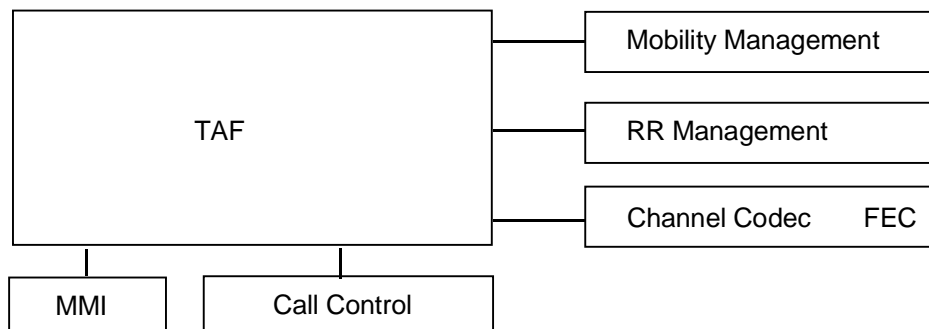 Mobility Management
TAF
RR Management
Channel Codec FEC
MMI
Call Control